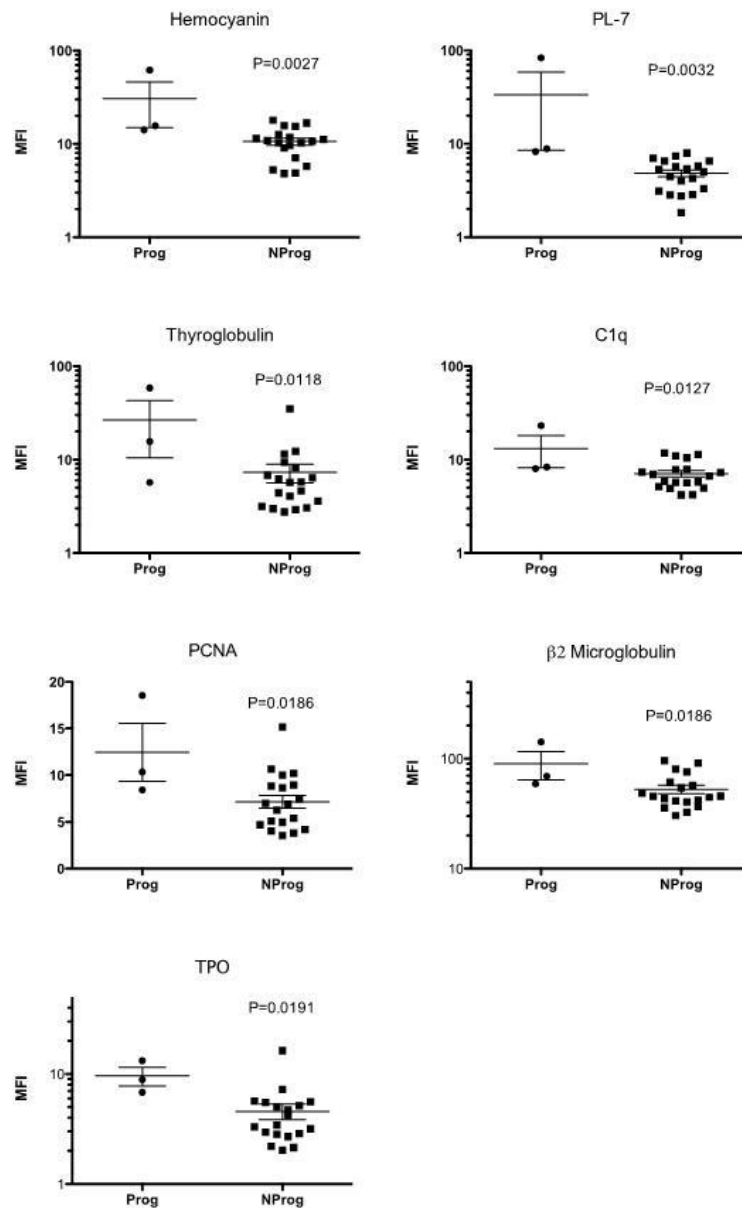 Hemocyanin
100
10
1
MFI
P=0.0027
Prog
NProg
PL-7
100
10
1
MFI
P=0.0032
Prog
NProg
Thyroglobulin
100
10
1
MFI
P=0.0118
Prog
NProg
C1q
100
10
1
MFI
P=0.0127
Prog
NProg
PCNA
20
15
10
5
0
MFI
P=0.0186
Prog
NProg
β2 Microglobulin
100
10
MFI
P=0.0186
Prog
NProg
TPO
10
1
MFI
P=0.0191
Prog
NProg